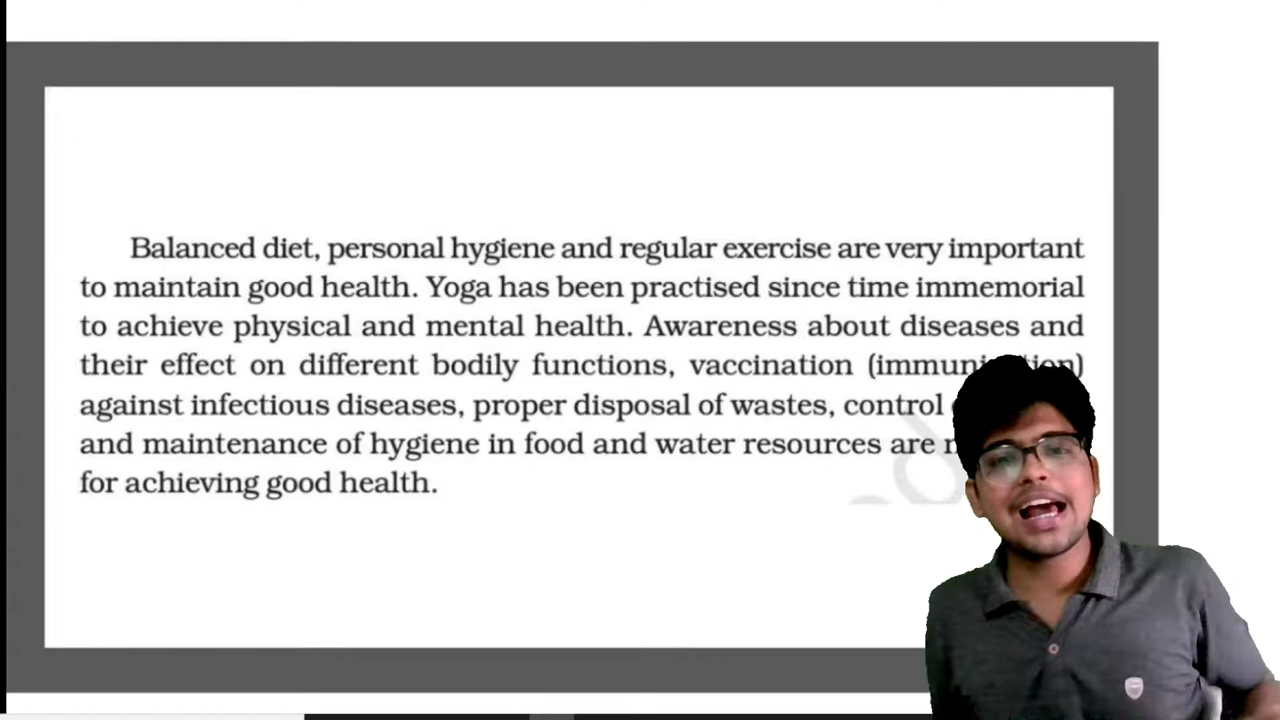 Balanced diet, personal hygiene and regular exercise are very important
to maintain good health. Yoga has been practised since time immemorial
to achieve physical and mental health. Awareness about diseases and
their effect on different bodily functions, vaccination
against infectious diseases, proper disposal of wastes, control
and maintenance of hygiene in food and water resources are
for achieving good health.